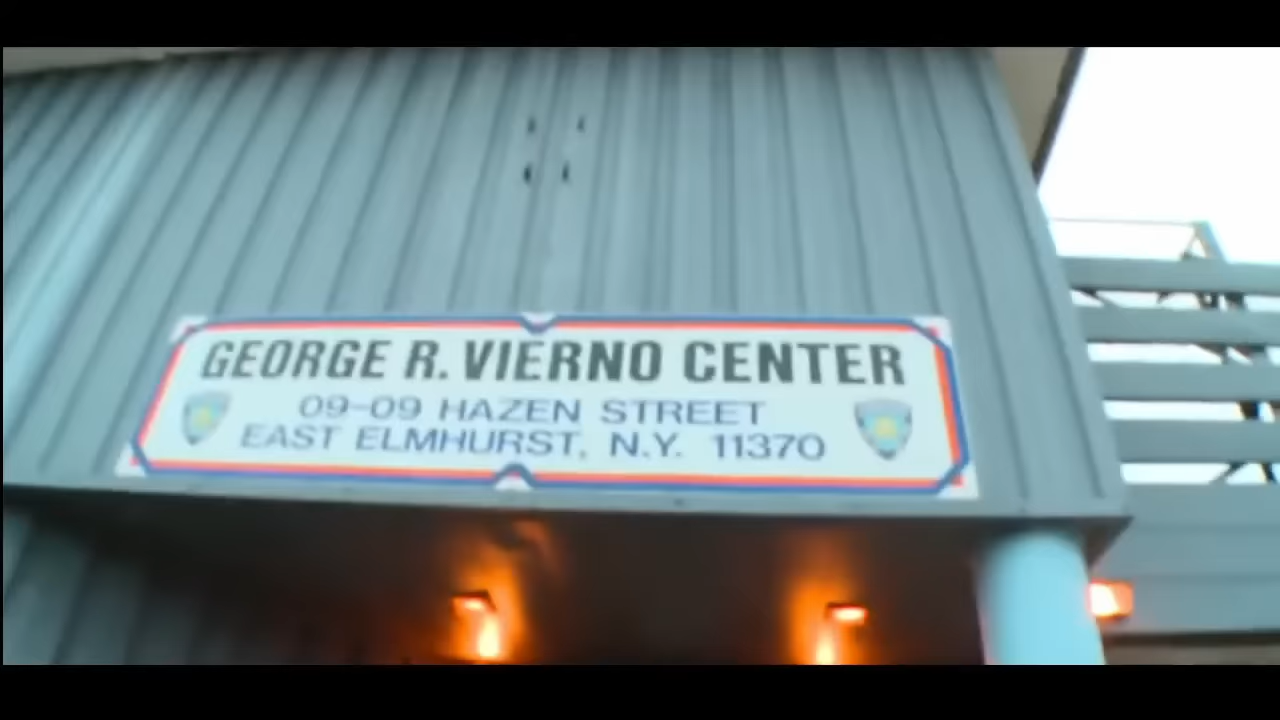 GEORGE R. VIERNO CENTER
09-09 HAZEN STREET
EAST ELMHURST, N.Y. 11370